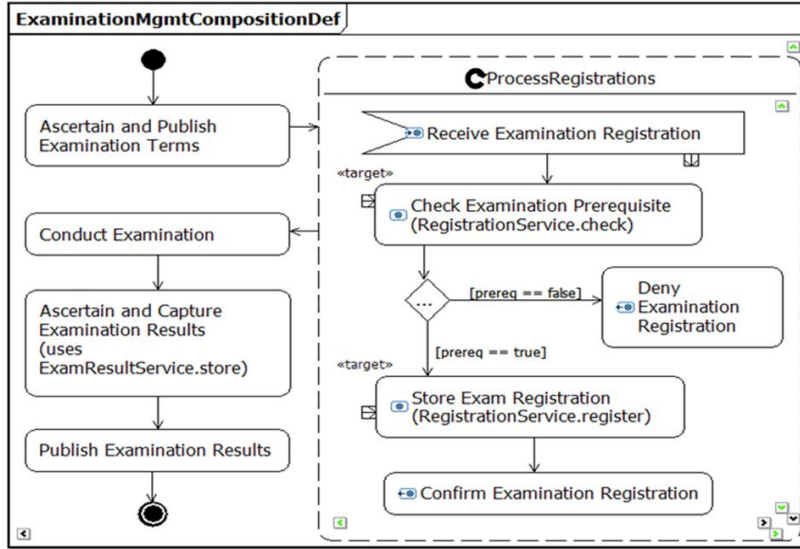 ExaminationMgmtCompositionDef
Ascertain and Publish
Examination Terms
Conduct Examination
Ascertain and Capture
Examination Results
(uses
ExamResultService.store)
Publish Examination Results
ProcessRegistrations
Receive Examination Registration
«target»
Check Examination Prerequisite
(RegistrationService.check)
...
[prereq == false]
Deny
Examination
Registration
[prereq == true]
«target»
Store Exam Registration
(RegistrationService.register)
Confirm Examination Registration